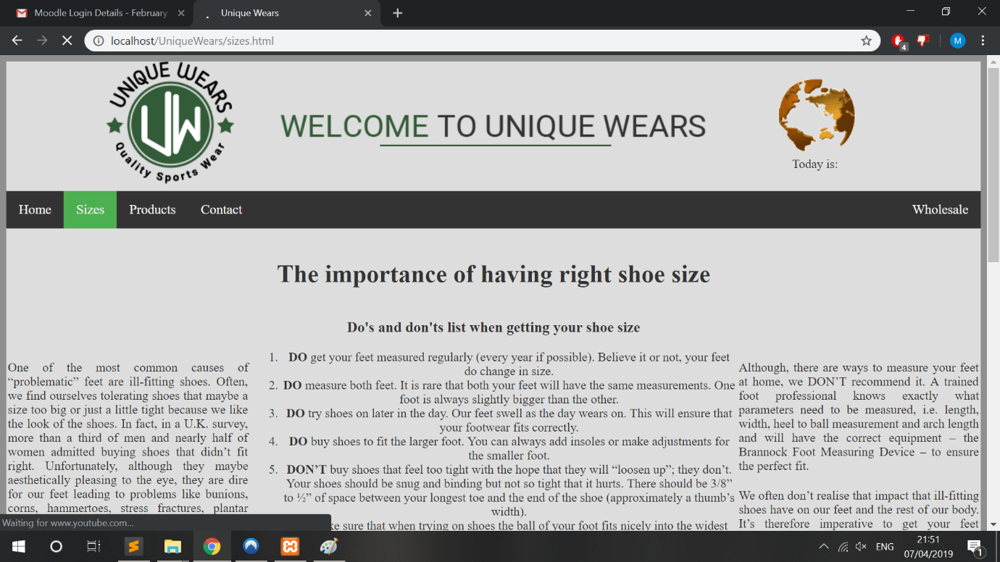 Moodle Login Details - February
Unique Wears
localhost/UniqueWears/sizes.html
4
M
UNIQUE WEARS
UW
Quality Sports Wear
WELCOME TO UNIQUE WEARS
Today is:
Home
Sizes
Products
Contact
Wholesale
The importance of having right shoe size
One of the most common causes of
“problematic” feet are ill-fitting shoes. Often,
we find ourselves tolerating shoes that maybe a
size too big or just a little tight because we like
the look of the shoes. In fact, in a U.K. survey,
more than a third of men and nearly half of
women admitted buying shoes that didn’t fit
right. Unfortunately, although they maybe
aesthetically pleasing to the eye, they are dire
for our feet leading to problems like bunions,
corns, hammertoes, stress fractures, plantar
Do's and don'ts list when getting your shoe size
1. DO get your feet measured regularly (every year if possible). Believe it or not, your feet
do change in size.
2. DO measure both feet. It is rare that both your feet will have the same measurements. One
foot is always slightly bigger than the other.
3. DO try shoes on later in the day. Our feet swell as the day wears on. This will ensure that
your footwear fits correctly.
4. DO buy shoes to fit the larger foot. You can always add insoles or make adjustments for
the smaller foot.
5. DON’T buy shoes that feel too tight with the hope that they will “loosen up”; they don’t.
Your shoes should be snug and binding but not so tight that it hurts. There should be 3/8”
to ½” of space between your longest toe and the end of the shoe (approximately a thumb’s
width).
ke sure that when trying on shoes the ball of your foot fits nicely into the widest
Although, there are ways to measure your feet
at home, we DON’T recommend it. A trained
foot professional knows exactly what
parameters need to be measured, i.e. length,
width, heel to ball measurement and arch length
and will have the correct equipment – the
Brannock Foot Measuring Device – to ensure
the perfect fit.
We often don’t realise that impact that ill-fitting
shoes have on our feet and the rest of our body.
It’s therefore imperative to get your feet
Waiting for www.youtube.com...
ENG
21:51
07/04/2019
1